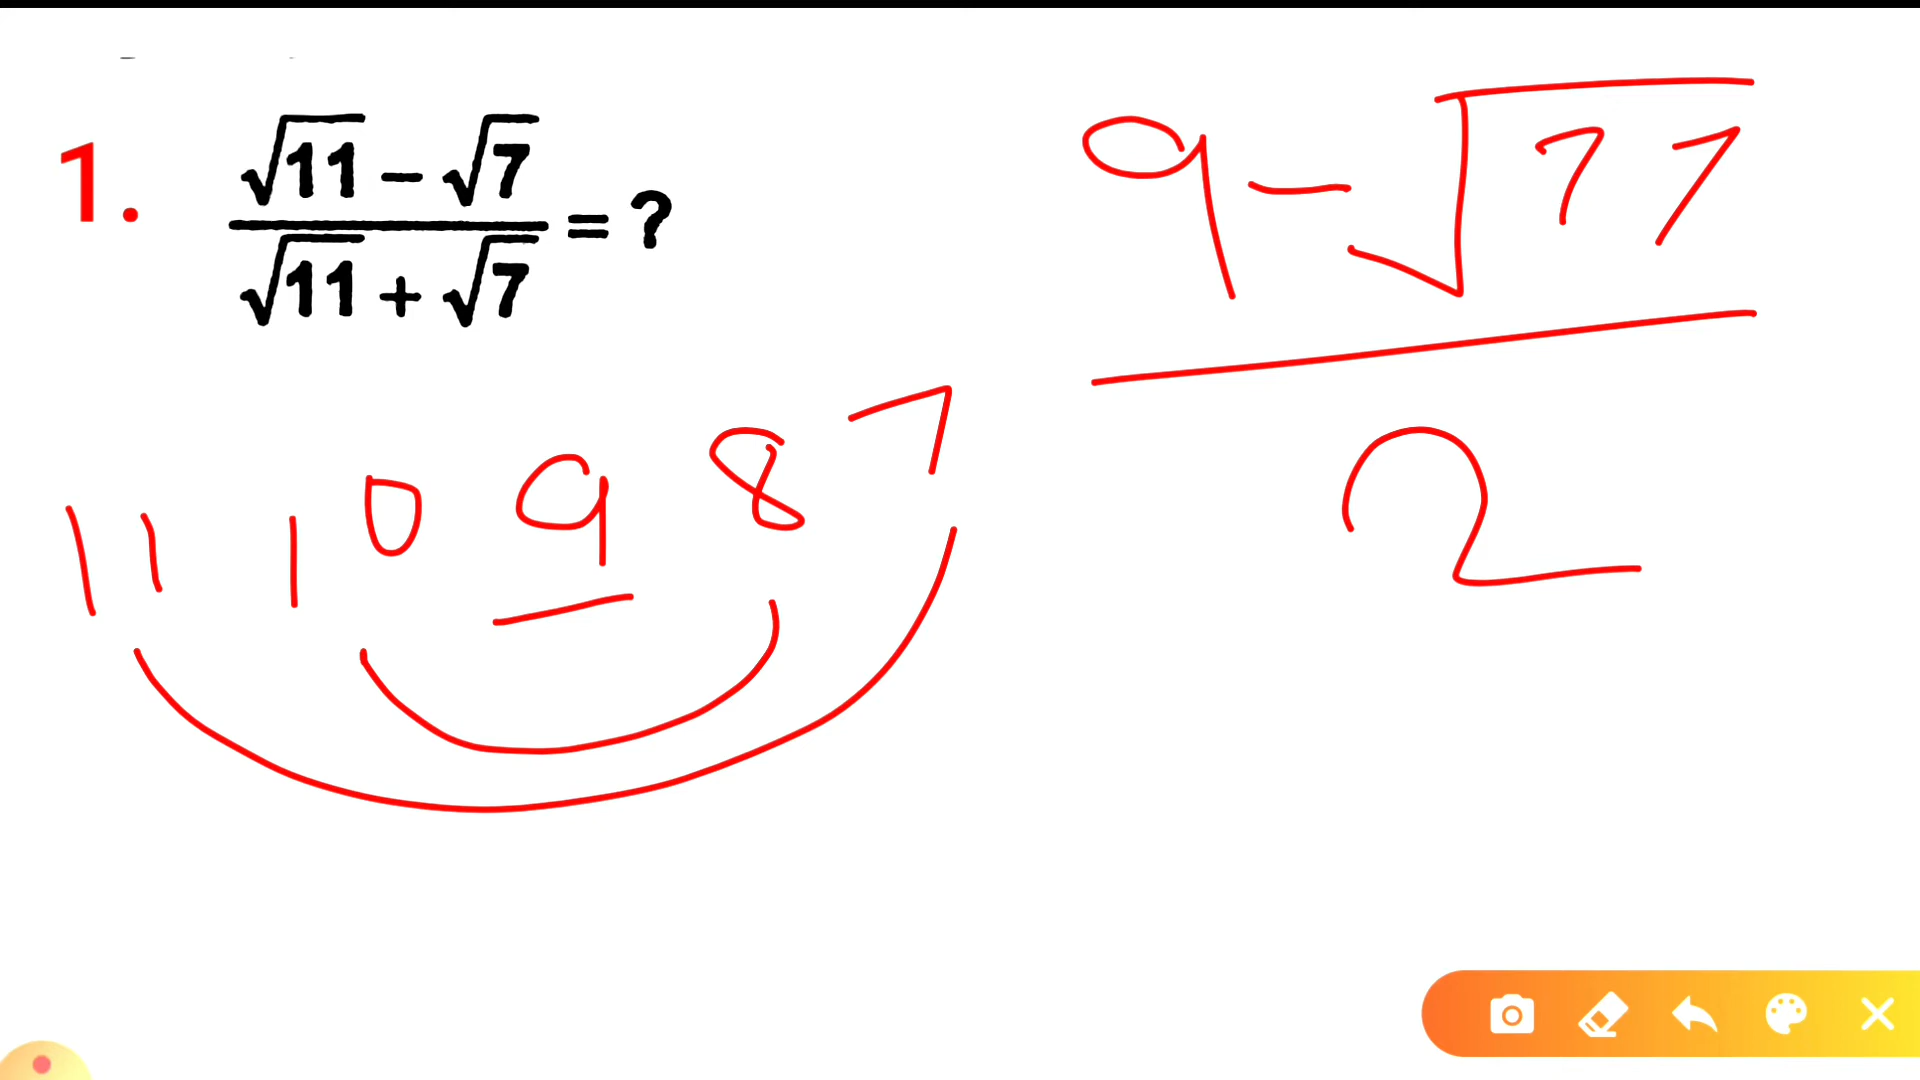 1. (√11 − √7) / (√11 + √7) = ?
11 10 9 8 7
9 − √77
2